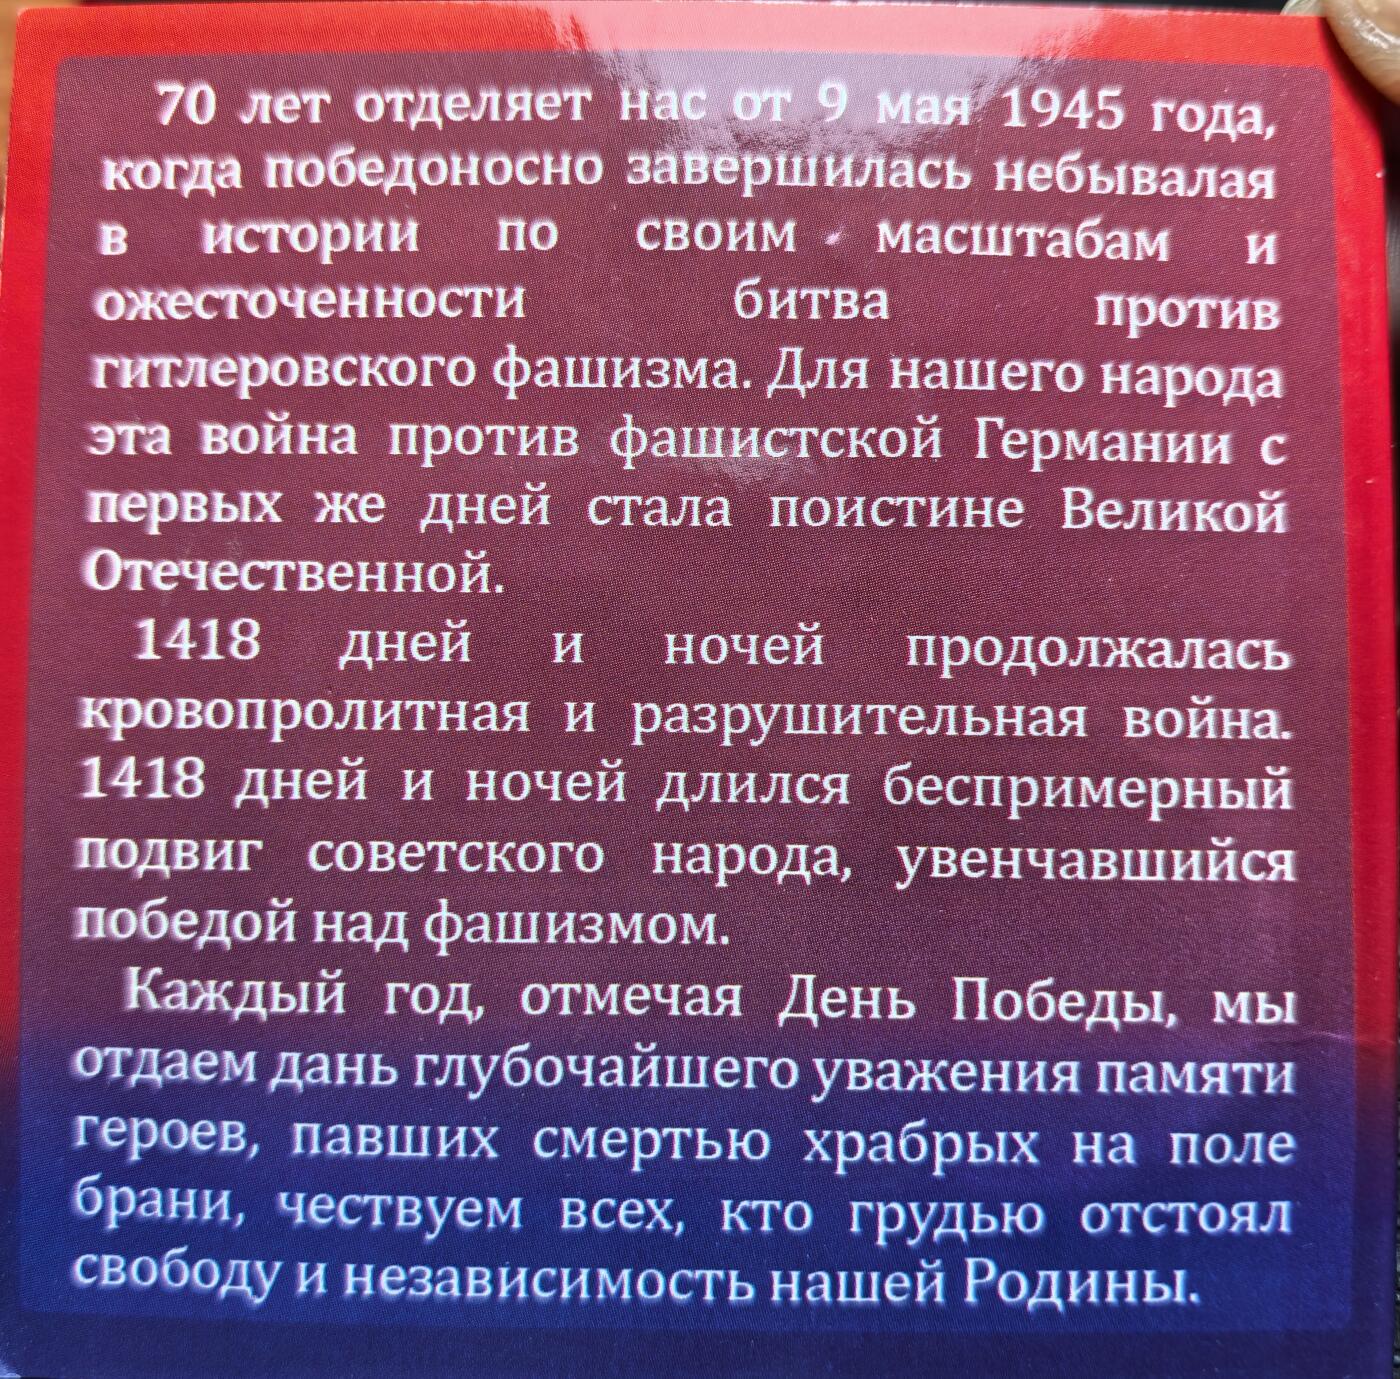 70 лет отделяет нас от 9 мая 1945 года,
когда победоносно завершилась небывалая
в истории по своим масштабам и
ожесточенности битва против
гитлеровского фашизма. Для нашего народа
эта война против фашистской Германии с
первых же дней стала поистине Великой
Отечественной.
1418 дней и ночей продолжалась
кровопролитная и разрушительная война.
1418 дней и ночей длился беспримерный
подвиг советского народа, увенчавшийся
победой над фашизмом.
Каждый год, отмечая День Победы, мы
отдаем дань глубочайшего уважения памяти
героев, павших смертью храбрых на поле
брани, чествуем всех, кто грудью отстоял
свободу и независимость нашей Родины.